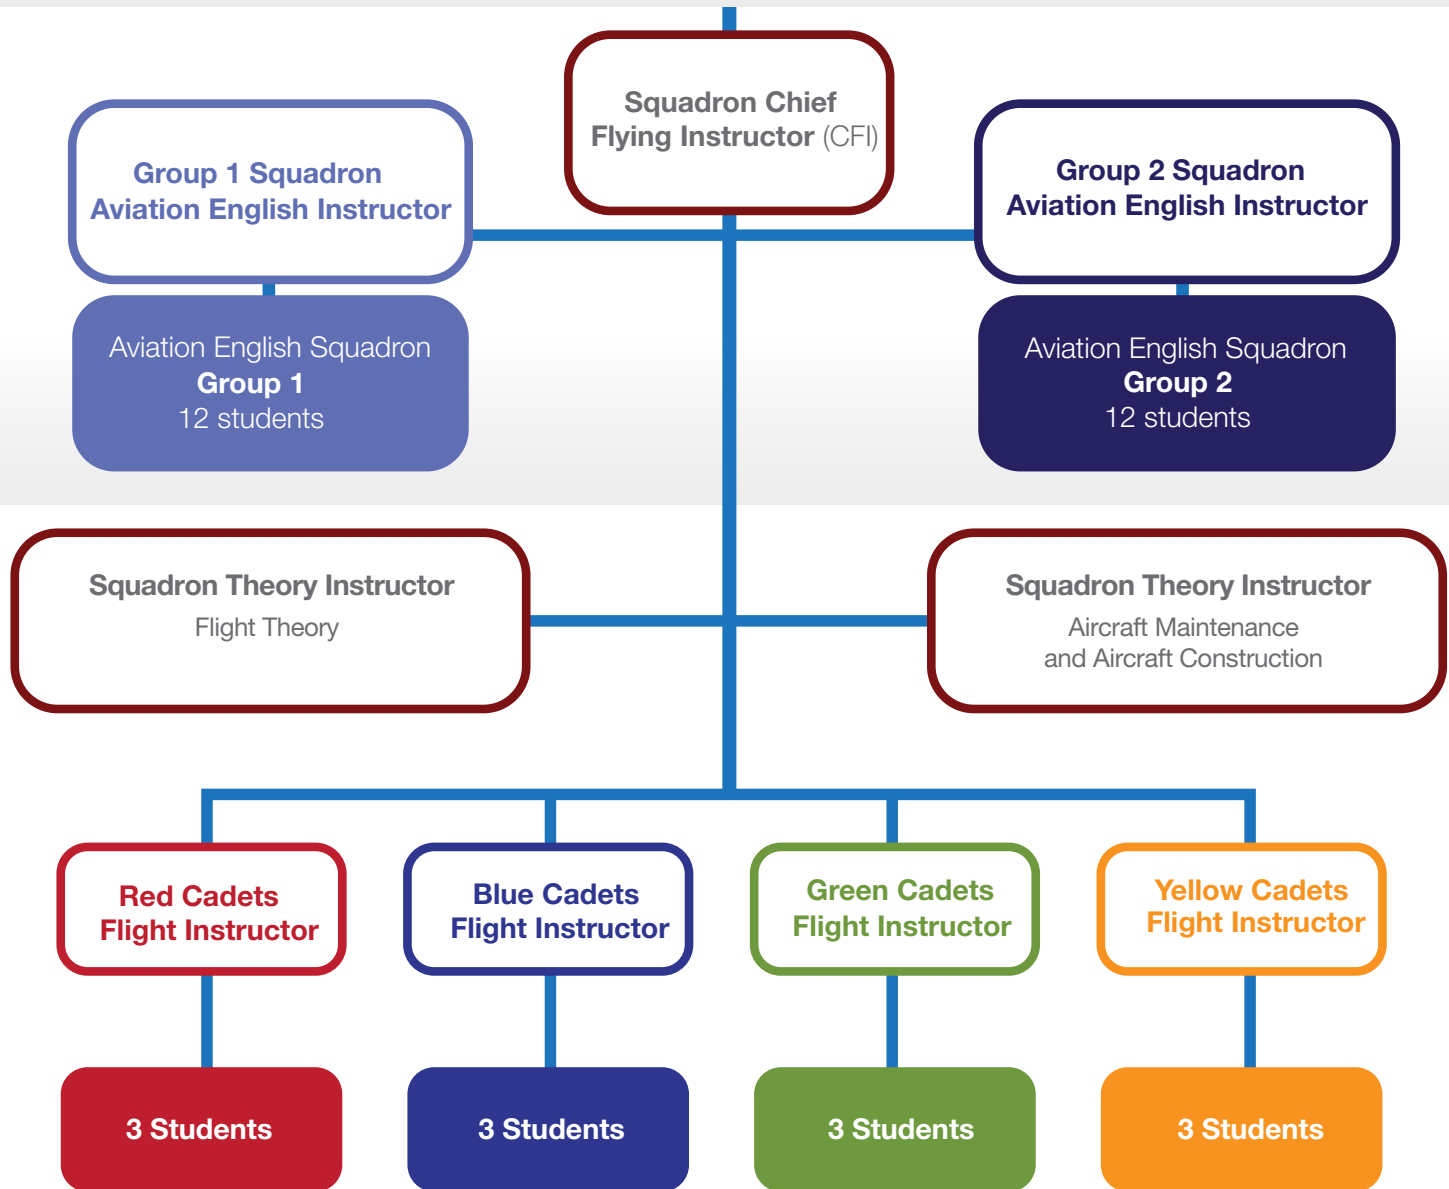 Squadron Chief
Flying Instructor (CFI)
Group 1 Squadron
Aviation English Instructor
Group 2 Squadron
Aviation English Instructor
Aviation English Squadron
Group 1
12 students
Aviation English Squadron
Group 2
12 students
Squadron Theory Instructor
Flight Theory
Squadron Theory Instructor
Aircraft Maintenance
and Aircraft Construction
Red Cadets
Flight Instructor
Blue Cadets
Flight Instructor
Green Cadets
Flight Instructor
Yellow Cadets
Flight Instructor
3 Students
3 Students
3 Students
3 Students